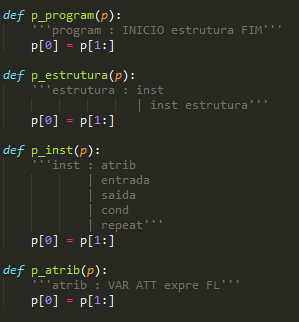 def p_program(p):
    '''program : INICIO estrutura FIM'''
    p[0] = p[1:]
def p_estrutura(p):
    '''estrutura : inst
                 | inst estrutura'''
    p[0] = p[1:]
def p_inst(p):
    '''inst : atrib
            | entrada
            | saida
            | cond
            | repeat'''
    p[0] = p[1:]
def p_atrib(p):
    '''atrib : VAR ATT expre FL'''
    p[0] = p[1:]